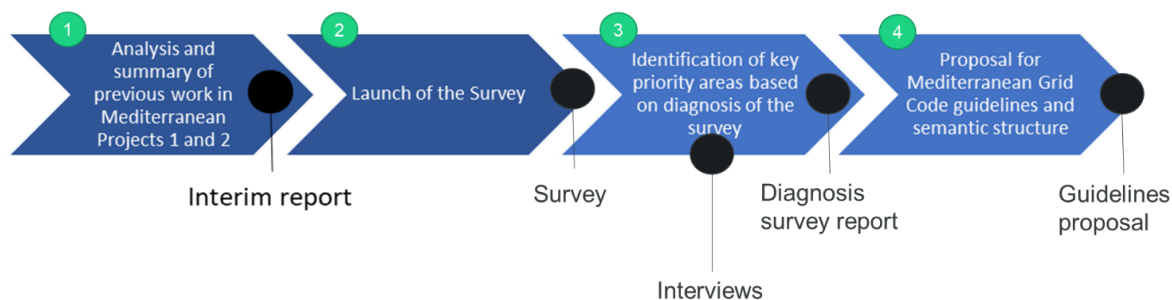 1
Analysis and
summary of
previous work in
Mediterranean
Projects 1 and 2
2
Launch of the Survey
3
Identification of key
priority areas based
on diagnosis of the
survey
4
Proposal for
Mediterranean Grid
Code guidelines and
semantic structure
Interim report
Survey
Interviews
Diagnosis
survey report
Guidelines
proposal